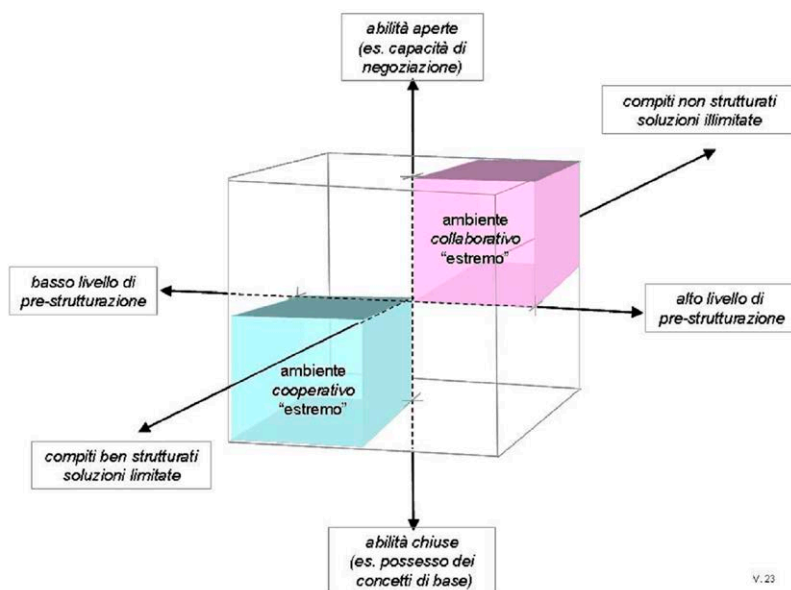 abilità aperte
(es. capacità di
negoziazione)
compiti non strutturati
soluzioni illimitate
ambiente
collaborativo
“estremo”
basso livello di
pre-strutturazione
alto livello di
pre-strutturazione
ambiente
cooperativo
“estremo”
compiti ben strutturati
soluzioni limitate
abilità chiuse
(es. possesso dei
concetti di base)
V. 23